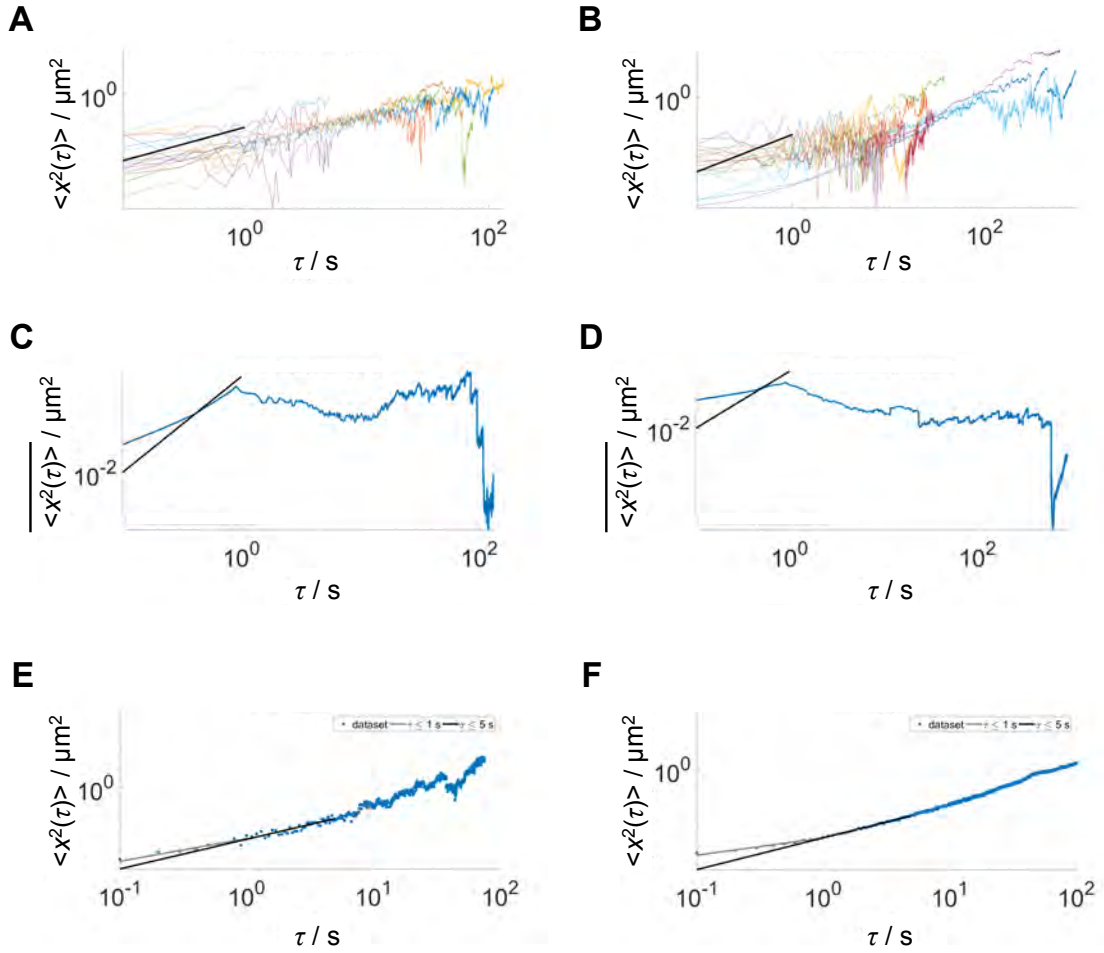 A
B
<x²(τ)> / µm²
10⁰
10⁰ 10²
τ / s
<x²(τ)> / µm²
10⁰
10⁰ 10²
τ / s
C
D
<x²(τ)> / µm²
10⁻²
10⁰ 10²
τ / s
<x²(τ)> / µm²
10⁻²
10⁰ 10²
τ / s
E
F
<x²(τ)> / µm²
dataset τ ≤ 1 s τ ≤ 5 s
10⁰
10⁻¹ 10⁰ 10¹ 10²
τ / s
<x²(τ)> / µm²
dataset τ ≤ 1 s τ ≤ 5 s
10⁰
10⁻¹ 10⁰ 10¹ 10²
τ / s